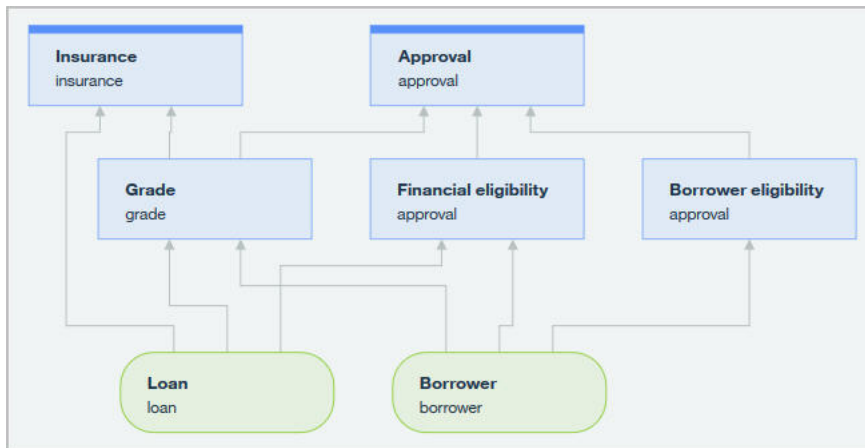 Insurance
insurance
Approval
approval
Grade
grade
Financial eligibility
approval
Borrower eligibility
approval
Loan
loan
Borrower
borrower